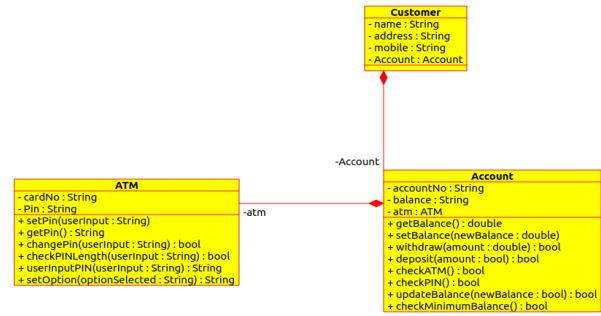 Customer
- name : String
- address : String
- mobile : String
- Account : Account
-Account
ATM
- cardNo : String
- Pin : String
+ setPin(userInput : String)
+ getPin() : String
+ changePin(userInput : String) : bool
+ checkPINLength(userInput : String) : bool
+ userInputPIN(userInput : String) : String
+ setOption(optionSelected : String) : String
-atm
Account
- accountNo : String
- balance : String
- atm : ATM
+ getBalance() : double
+ setBalance(newBalance : double)
+ withdraw(amount : double) : bool
+ deposit(amount : bool) : bool
+ checkATM() : bool
+ checkPIN() : bool
+ updateBalance(newBalance : bool) : bool
+ checkMinimumBalance() : bool